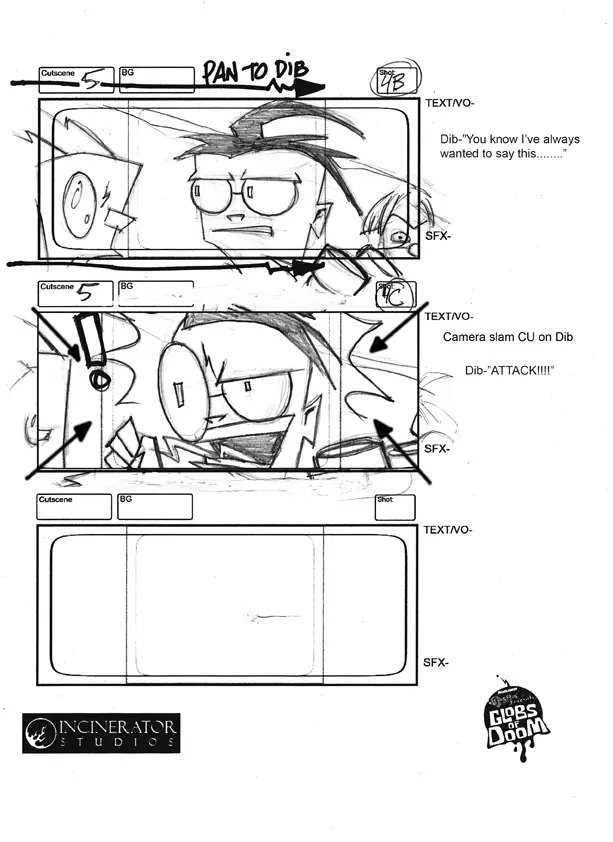 PAN TO DiB
Cutscene 5
BG
Shot: 4B
TEXT/VO-
Dib-"You know I've always
wanted to say this........"
SFX-
Cutscene 5
BG
Shot: 4C
TEXT/VO-
Camera slam CU on Dib
Dib-"ATTACK!!!!"
SFX-
Cutscene
BG
Shot:
TEXT/VO-
SFX-
INCINERATOR
STUDIOS
GLOBS
OF
DOOM